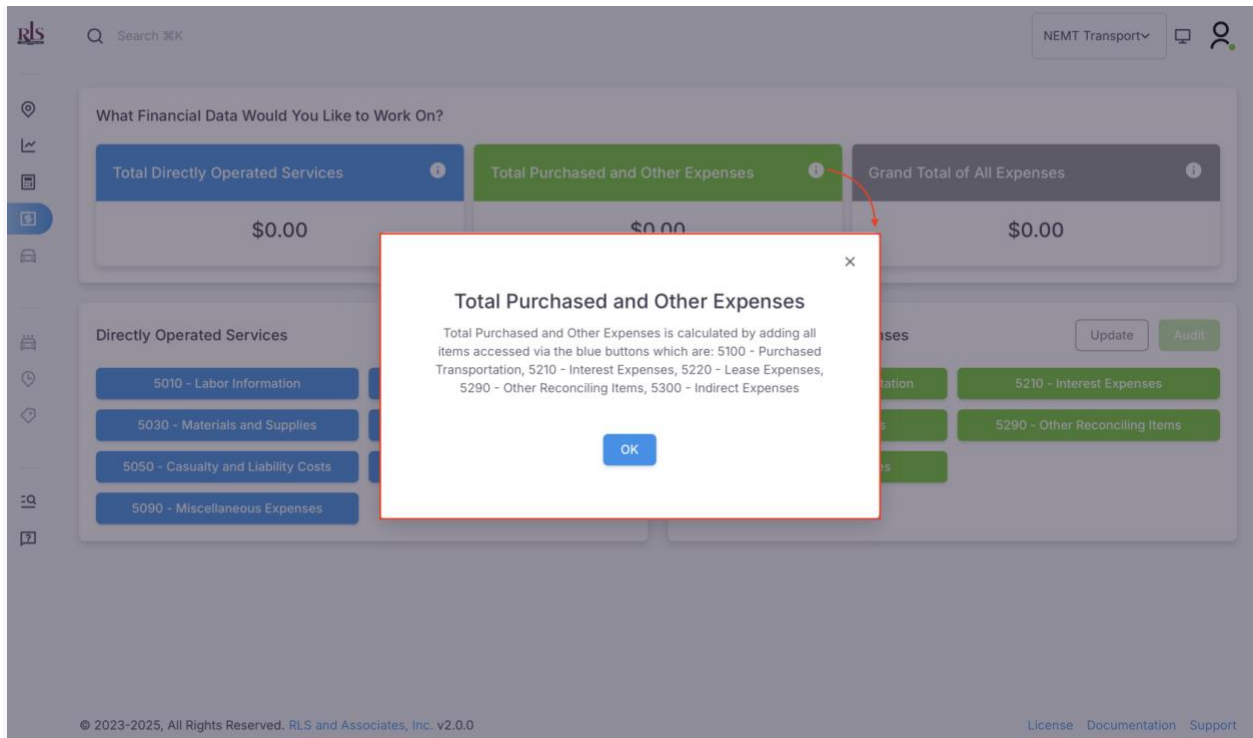 RLS
Search ⌘K
NEMT Transport
What Financial Data Would You Like to Work On?
Total Directly Operated Services
Total Purchased and Other Expenses
Grand Total of All Expenses
$0.00
$0.00
$0.00
Total Purchased and Other Expenses
Total Purchased and Other Expenses is calculated by adding all
items accessed via the blue buttons which are: 5100 - Purchased
Transportation, 5210 - Interest Expenses, 5220 - Lease Expenses,
5290 - Other Reconciling Items, 5300 - Indirect Expenses
OK
Directly Operated Services
5010 - Labor Information
5030 - Materials and Supplies
5050 - Casualty and Liability Costs
5090 - Miscellaneous Expenses
Update
Audit
5210 - Interest Expenses
5290 - Other Reconciling Items
© 2023-2025, All Rights Reserved. RLS and Associates, Inc. v2.0.0
License Documentation Support